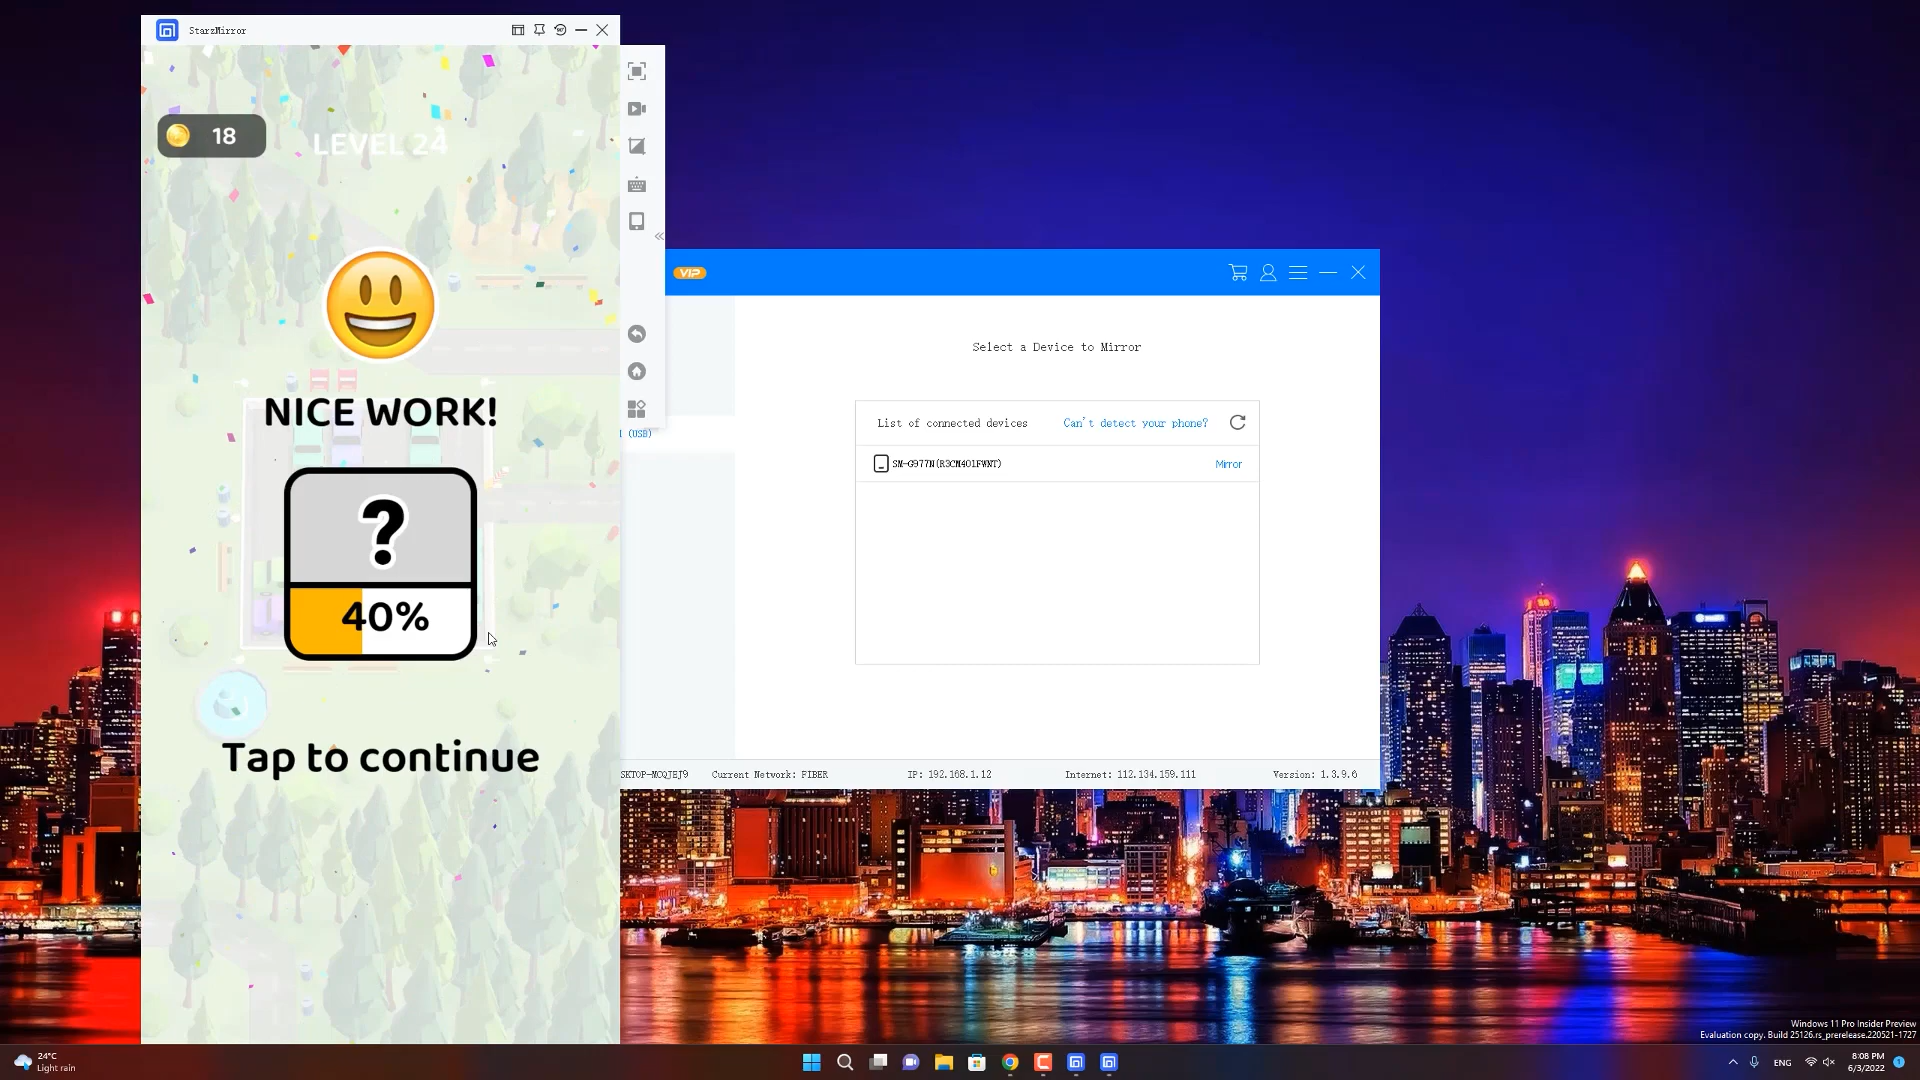 StarzMirror
18
LEVEL 24
NICE WORK!
?
40%
Tap to continue
VIP
Select a Device to Mirror
(USB)
List of connected devices
Can't detect your phone?
SM-G977N(R3CM401FWNT)
Mirror
SKTOP-MCQJEJ9
Current Network: FIBER
IP: 192.168.1.12
Internet: 112.134.159.111
Version: 1.3.9.6
Windows 11 Pro Insider Preview
Evaluation copy. Build 25126.rs_prerelease.220521-1727
24°C
Light rain
ENG
8:08 PM
6/3/2022
1